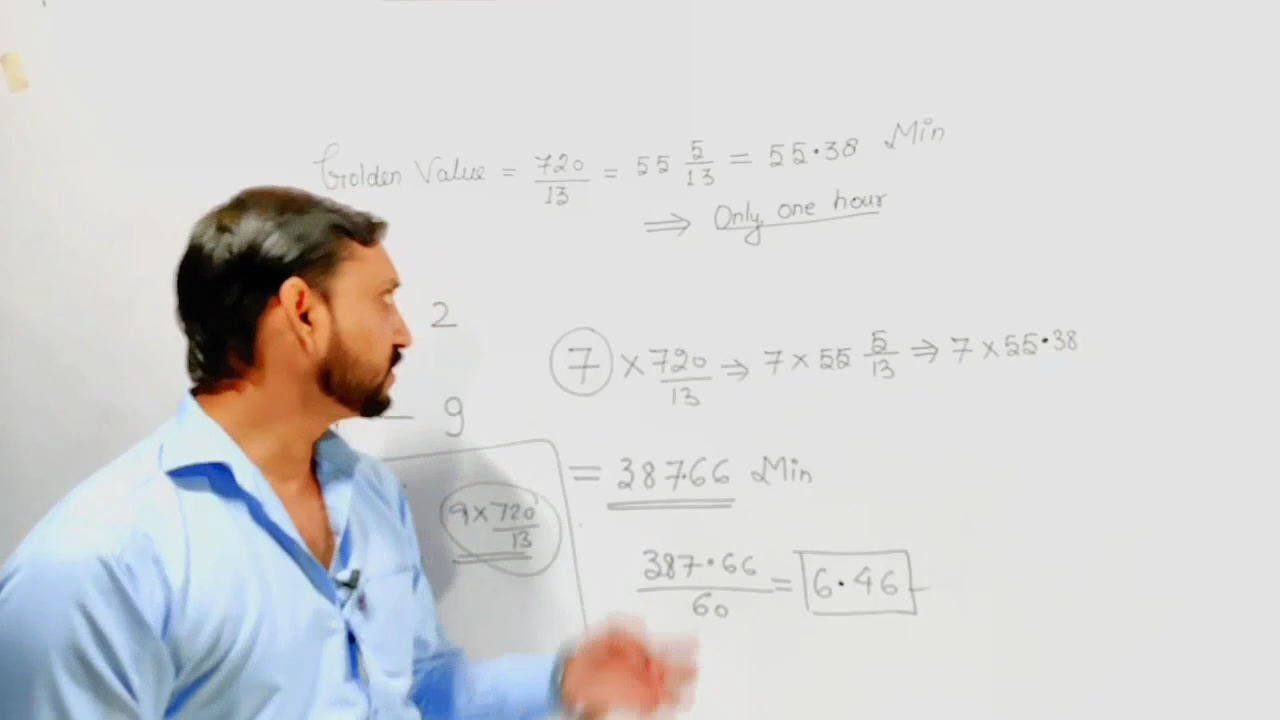 Golden Value = 720/13 = 55 5/13 = 55.38 Min
⇒ Only one hour
2
7 × 720/13 ⇒ 7 × 55 5/13 ⇒ 7 × 55.38
— 9
= 387.66 Min
9 × 720/13
387.66/60 = 6.46